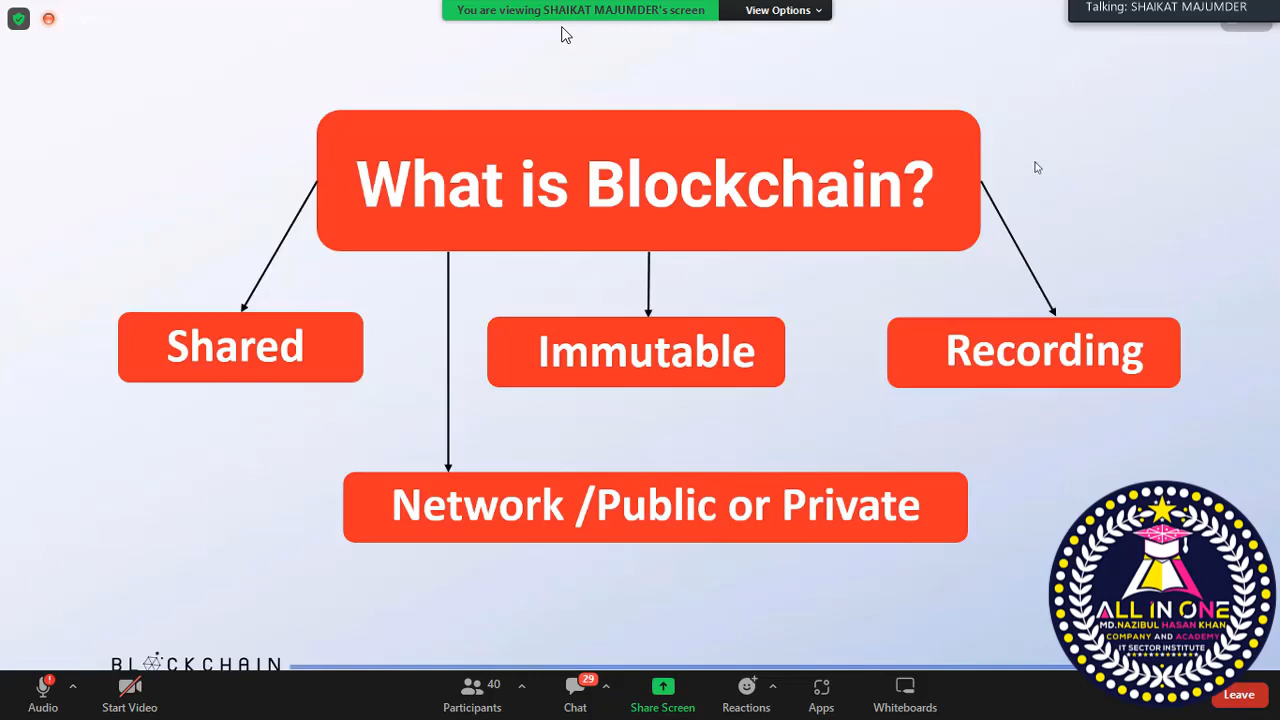 You are viewing SHAIKAT MAJUMDER's screen
View Options
Talking: SHAIKAT MAJUMDER
What is Blockchain?
Shared
Immutable
Recording
Network /Public or Private
BLOCKCHAIN
ALL IN ONE
MD.NAZIBUL HASAN KHAN
COMPANY AND ACADEMY
IT SECTOR INSTITUTE
Audio
Start Video
40
Participants
29
Chat
Share Screen
Reactions
Apps
Whiteboards
Leave